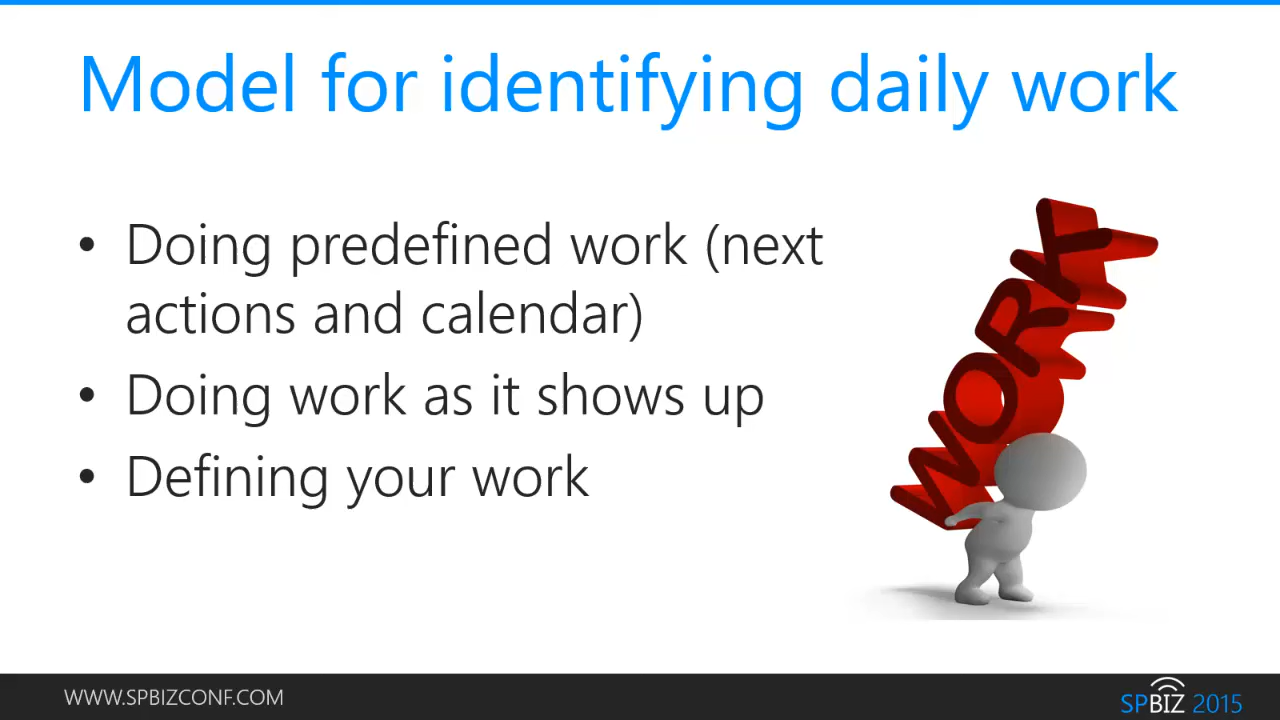 Model for identifying daily work
• Doing predefined work (next
actions and calendar)
• Doing work as it shows up
• Defining your work
WORK
WWW.SPBIZCONF.COM
SPBIZ 2015